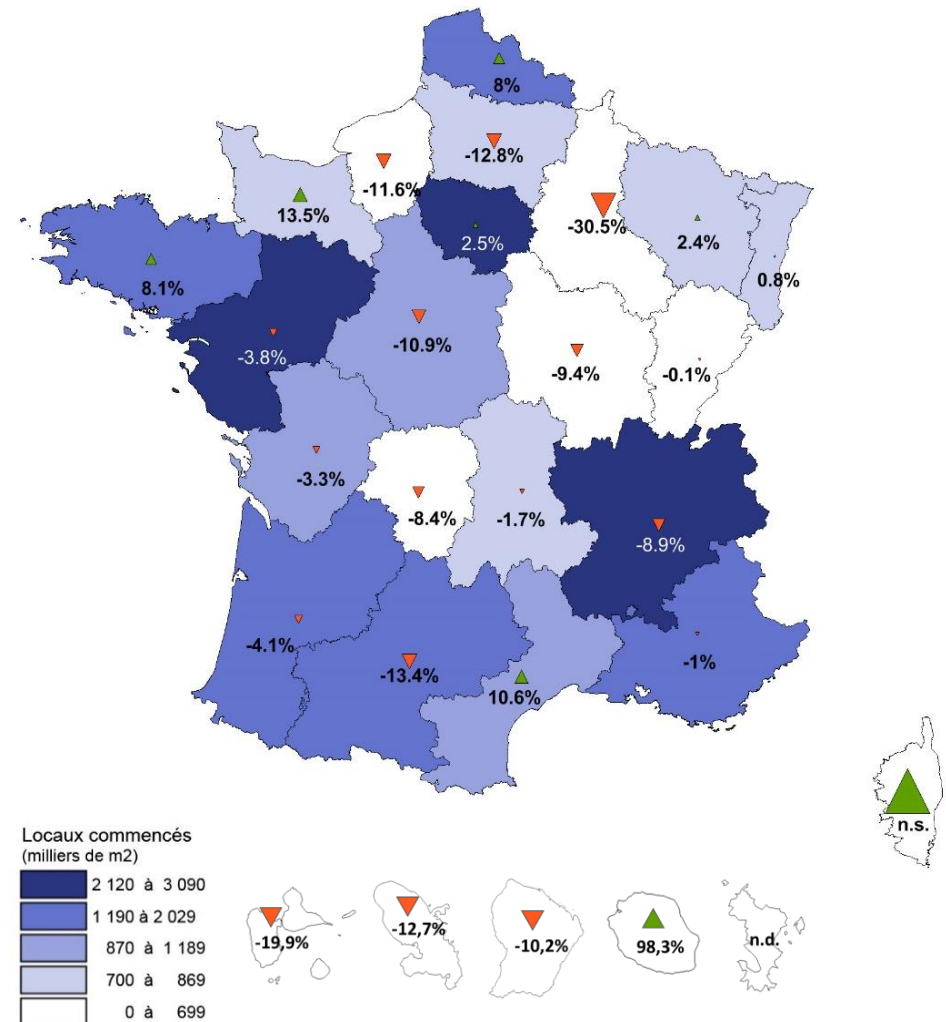 8%
-12.8%
-11.6%
13.5%
-30.5%
2.5%
2.4%
0.8%
8.1%
-3.8%
-10.9%
-9.4%
-0.1%
-3.3%
-8.4%
-1.7%
-8.9%
-4.1%
-13.4%
10.6%
-1%
n.s.
Locaux commencés
(milliers de m2)
2 120 à 3 090
1 190 à 2 029
870 à 1 189
700 à 869
0 à 699
-19,9%
-12,7%
-10,2%
98,3%
n.d.